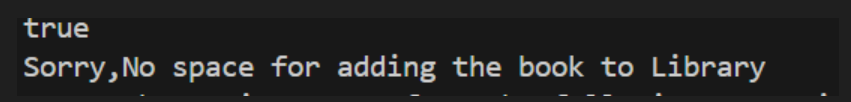 true
Sorry,No space for adding the book to Library